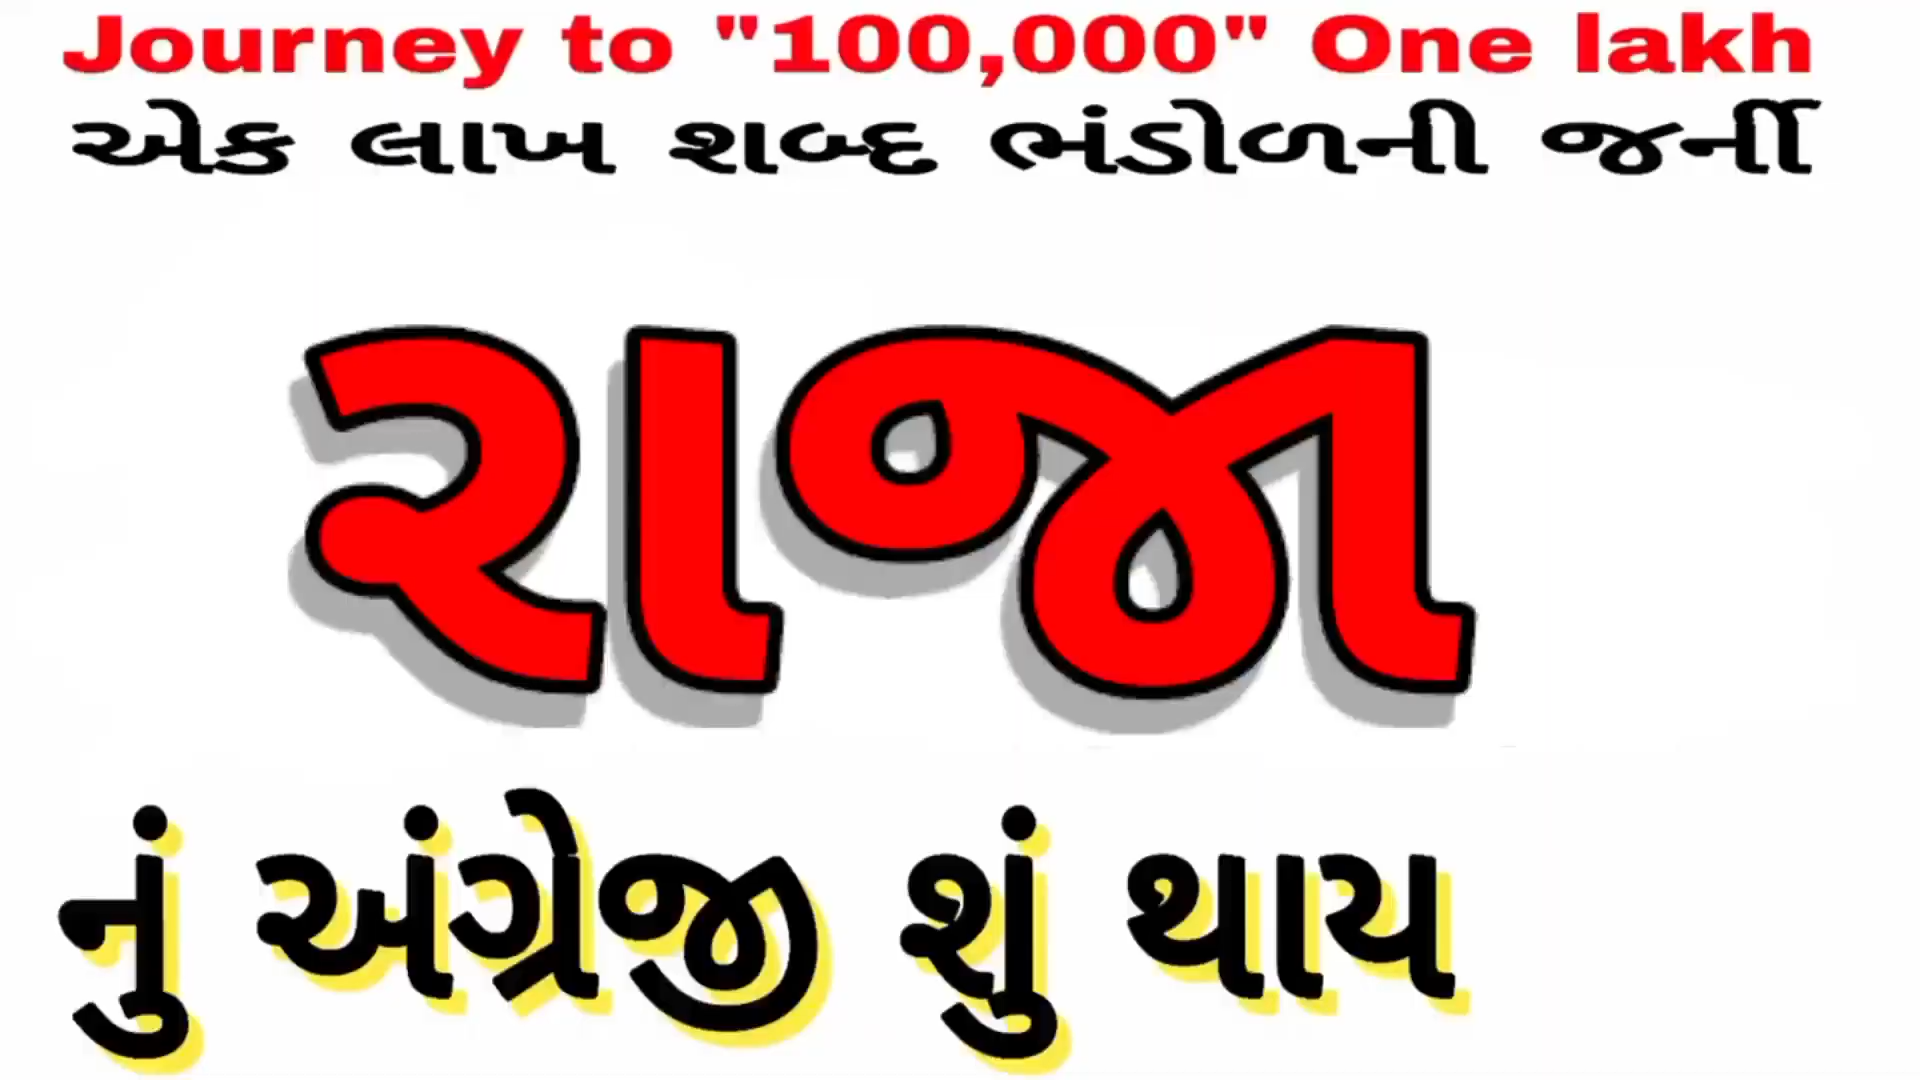 Journey to "100,000" One lakh
એક લાખ શબ્દ ભંડોળની જર્ની
રાજા
નું અંગ્રેજી શું થાય